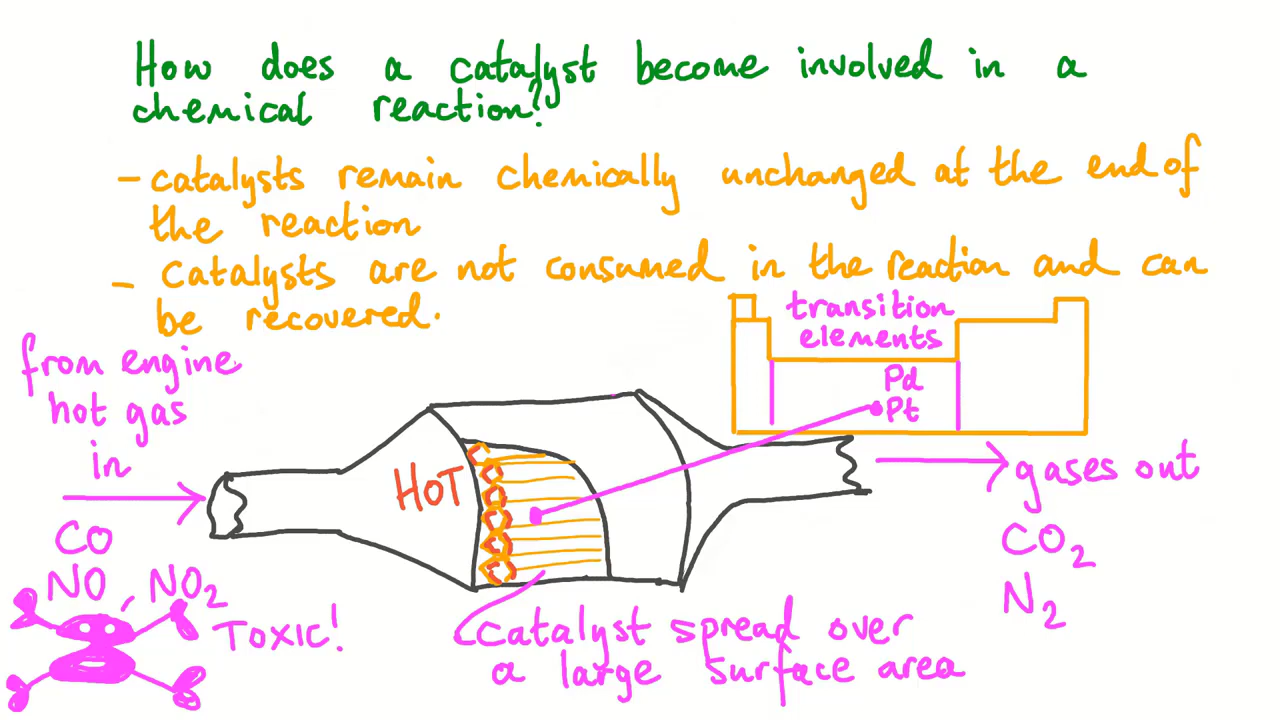 How does a catalyst become involved in a
chemical reaction?
- catalysts remain chemically unchanged at the end of
the reaction
- catalysts are not consumed in the reaction and can
be recovered.
transition
elements
Pd
Pt
from engine
hot gas
in
HOT
gases out
CO
NO, NO2
TOXIC!
CO2
N2
catalyst spread over
a large surface area